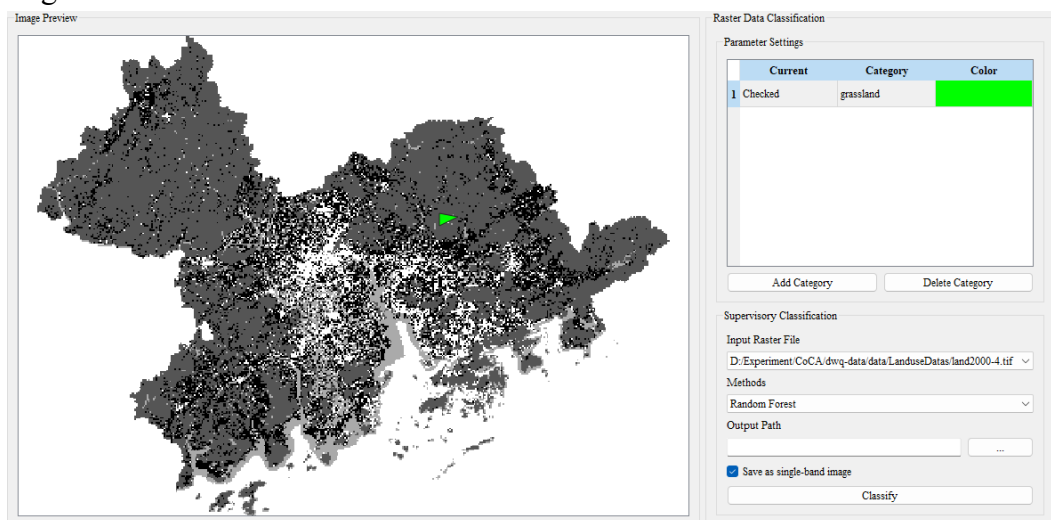 Image Preview
Raster Data Classification
Parameter Settings
Current Category Color
1 Checked grassland
Add Category Delete Category
Supervisory Classification
Input Raster File
D:/Experiment/CoCA/dwq-data/data/LanduseDatas/land2000-4.tif
Methods
Random Forest
Output Path
...
Save as single-band image
Classify